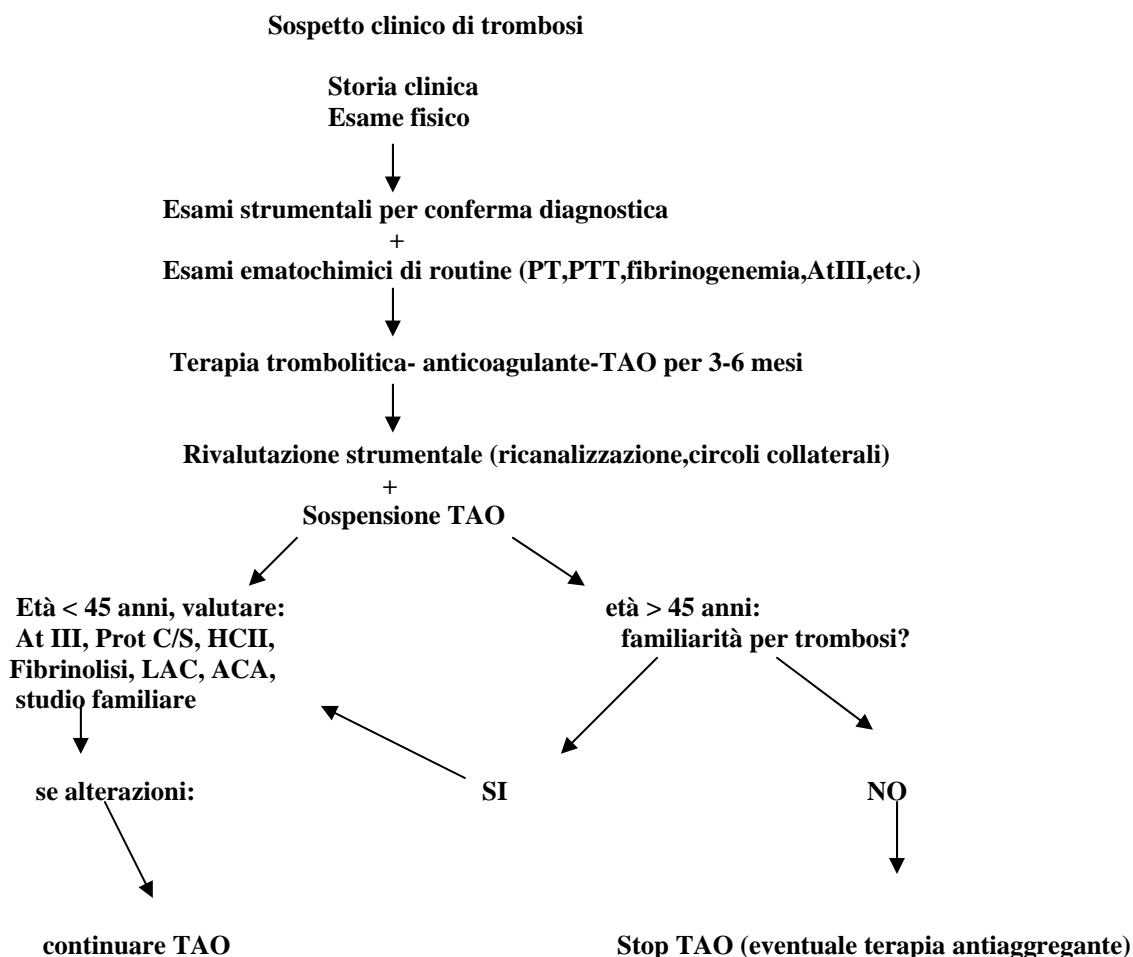 Sospetto clinico di trombosi
Storia clinica
Esame fisico
Esami strumentali per conferma diagnostica
+
Esami ematochimici di routine (PT,PTT,fibrinogenemia,AtIII,etc.)
Terapia trombolitica- anticoagulante-TAO per 3-6 mesi
Rivalutazione strumentale (ricanalizzazione,circoli collaterali)
+
Sospensione TAO
Età < 45 anni, valutare:
At III, Prot C/S, HCII,
Fibrinolisi, LAC, ACA,
studio familiare
età > 45 anni:
familiarità per trombosi?
se alterazioni:
SI
NO
continuare TAO
Stop TAO (eventuale terapia antiaggregante)